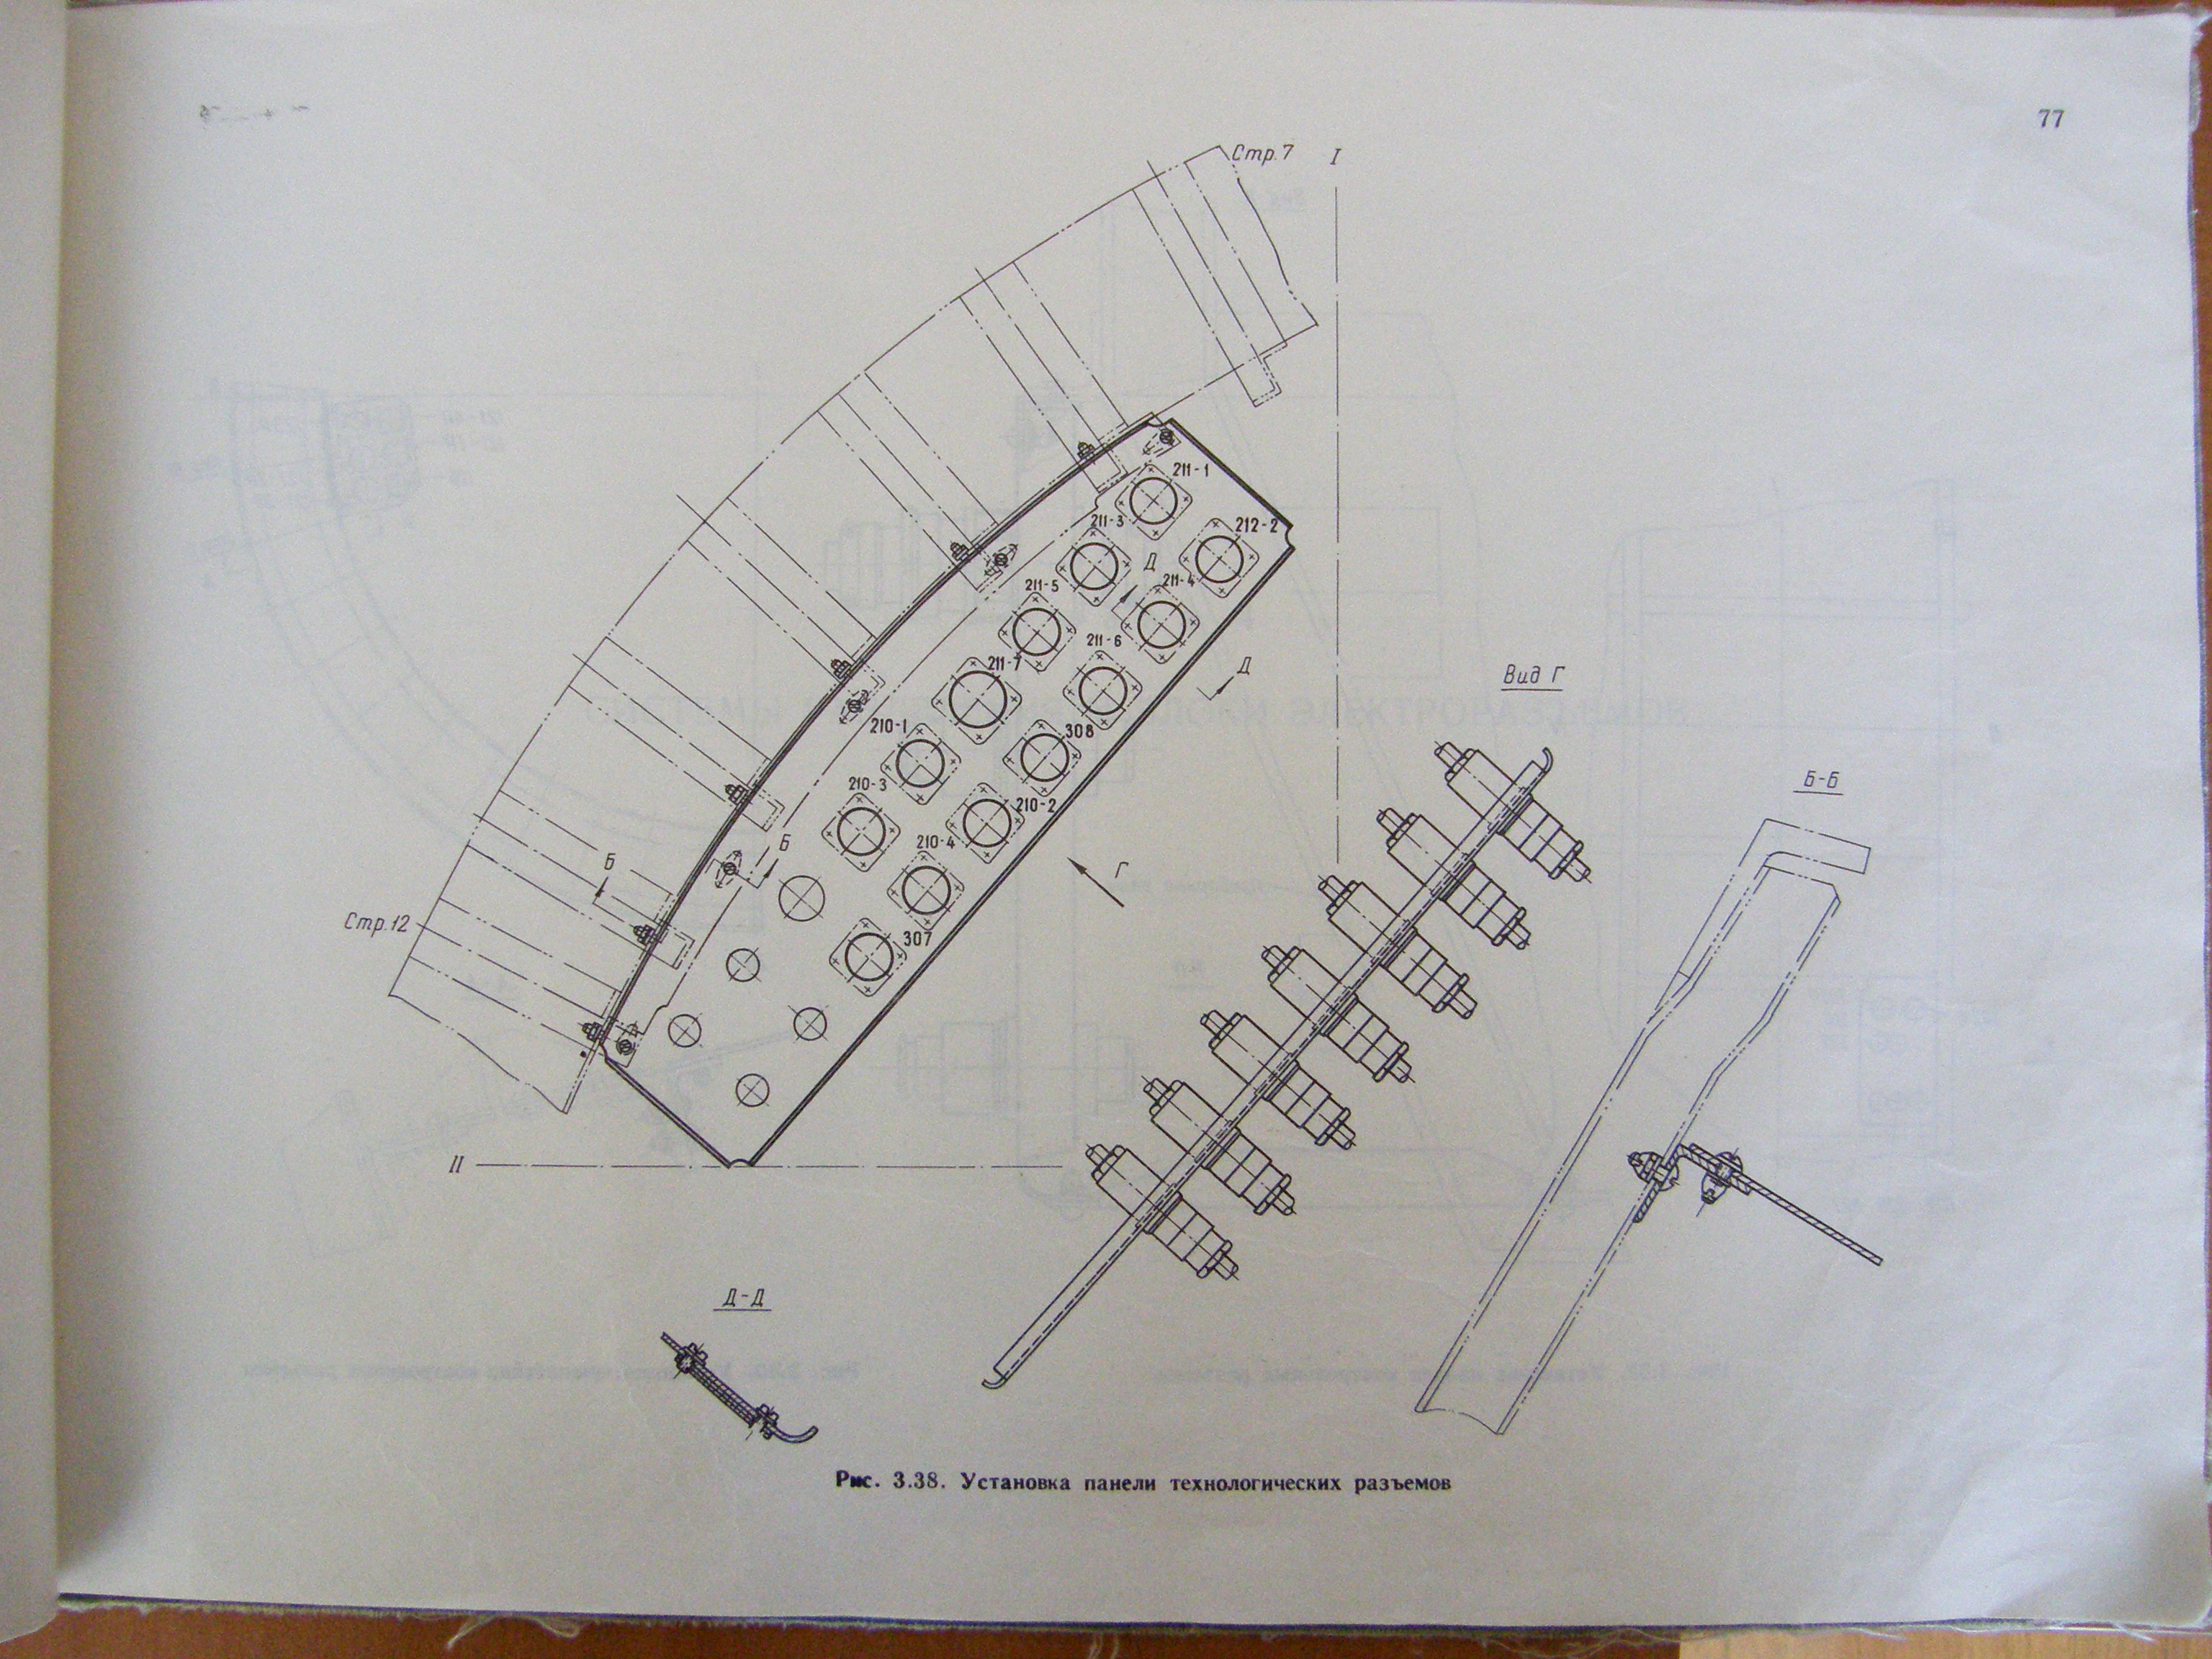 77
Стр.7
I
211-1
211-3
212-2
Д
211-5
211-4
211-6
Д
211-7
Вид Г
210-1
308
210-3
Б-Б
210-2
Б
210-4
Б
Г
Стр.12
307
II
Д-Д
Рис. 3.38. Установка панели технологических разъемов